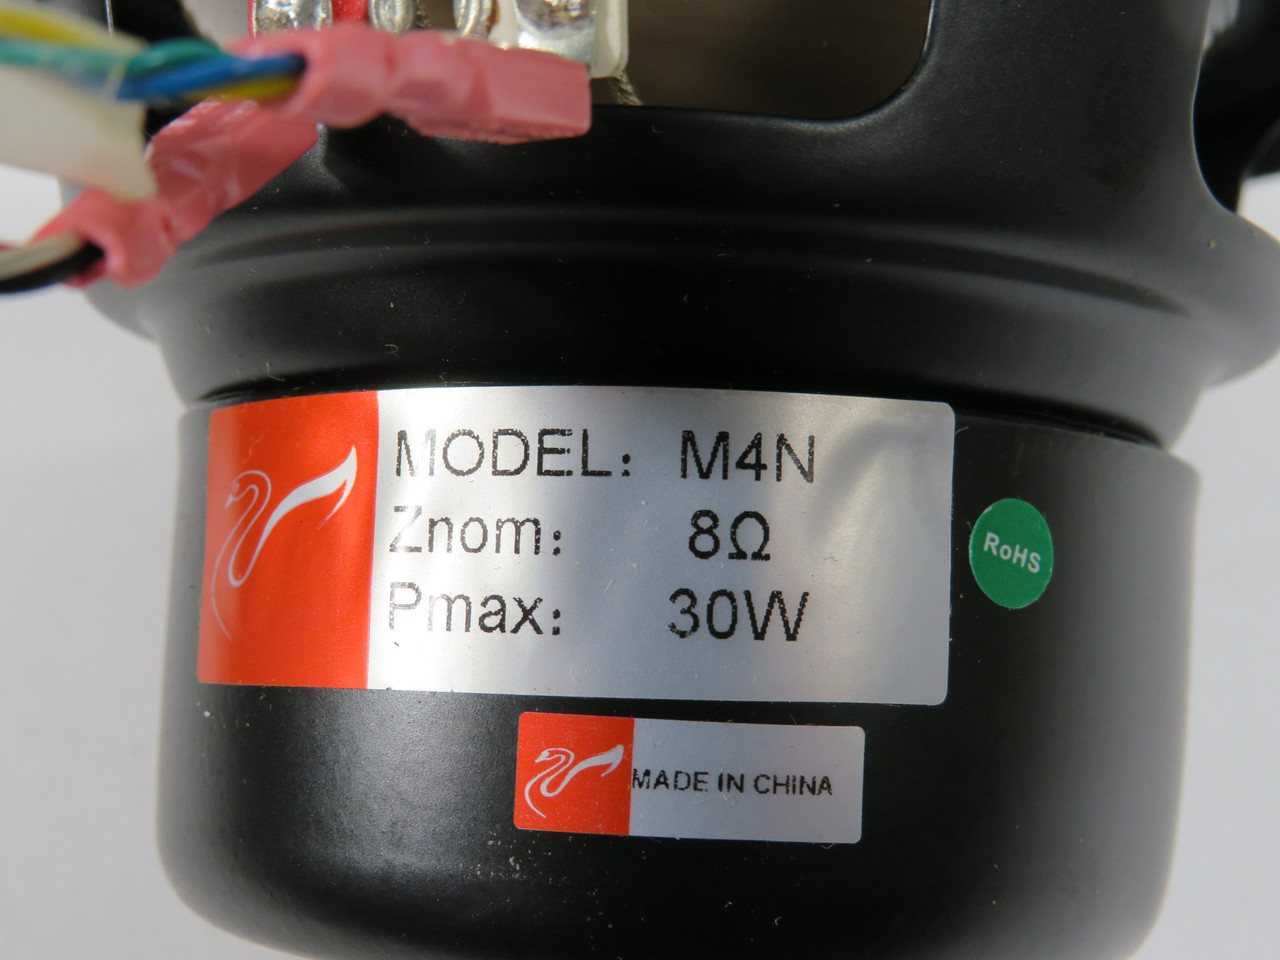 MODEL: M4N
Znom: 8Ω
RoHS
Pmax: 30W
MADE IN CHINA